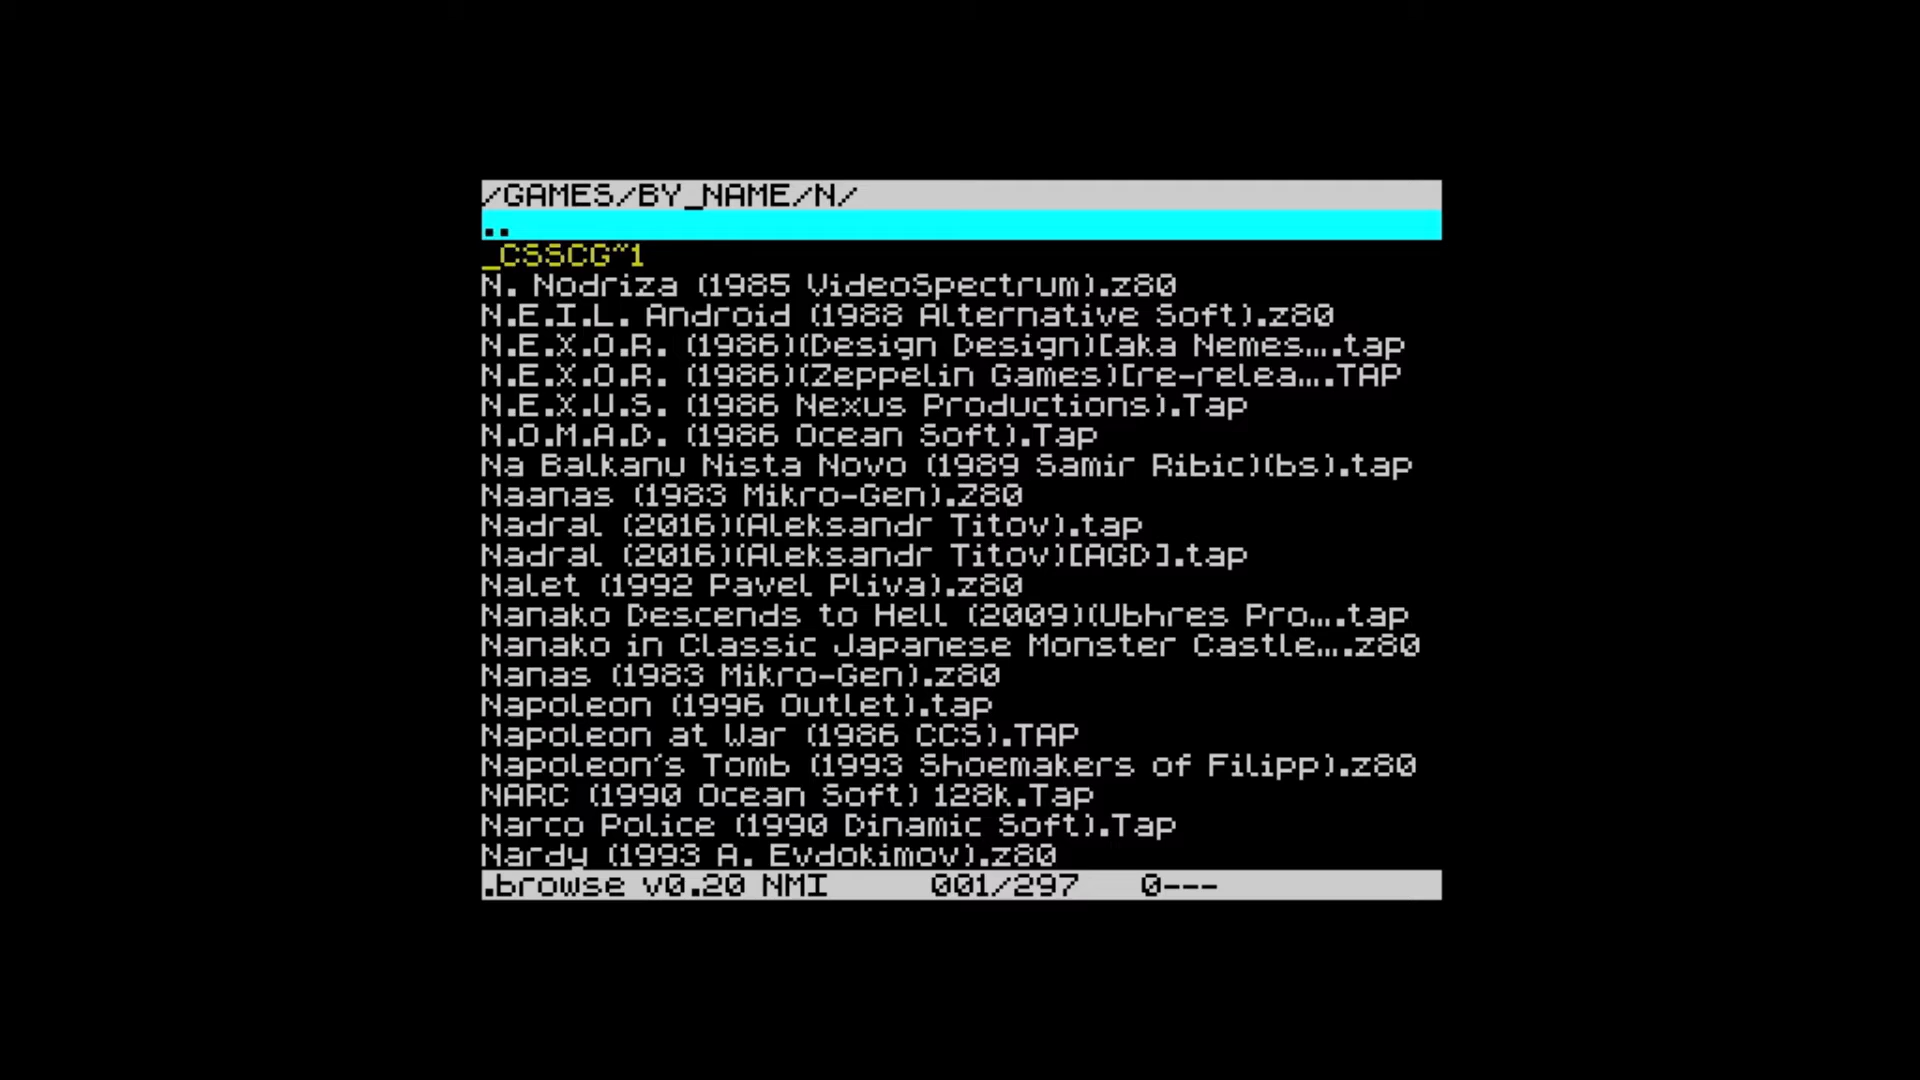 /GAMES/BY_NAME/N/
..
_CSSCG~1
N. Nodriza (1985 VideoSpectrum).z80
N.E.I.L. Android (1988 Alternative Soft).z80
N.E.X.O.R. (1986)(Design Design)[aka Nemes….tap
N.E.X.O.R. (1986)(Zeppelin Games)[re-relea….TAP
N.E.X.U.S. (1986 Nexus Productions).Tap
N.O.M.A.D. (1986 Ocean Soft).Tap
Na Balkanu Nista Novo (1989 Samir Ribic)(bs).tap
Naanas (1983 Mikro-Gen).Z80
Nadral (2016)(Aleksandr Titov).tap
Nadral (2016)(Aleksandr Titov)[AGD].tap
Nalet (1992 Pavel Pliva).z80
Nanako Descends to Hell (2009)(Ubhres Pro….tap
Nanako in Classic Japanese Monster Castle….z80
Nanas (1983 Mikro-Gen).z80
Napoleon (1996 Outlet).tap
Napoleon at War (1986 CCS).TAP
Napoleon's Tomb (1993 Shoemakers of Filipp).z80
NARC (1990 Ocean Soft) 128k.Tap
Narco Police (1990 Dinamic Soft).Tap
Nardy (1993 A. Evdokimov).z80
.browse v0.20 NMI 001/297 0---